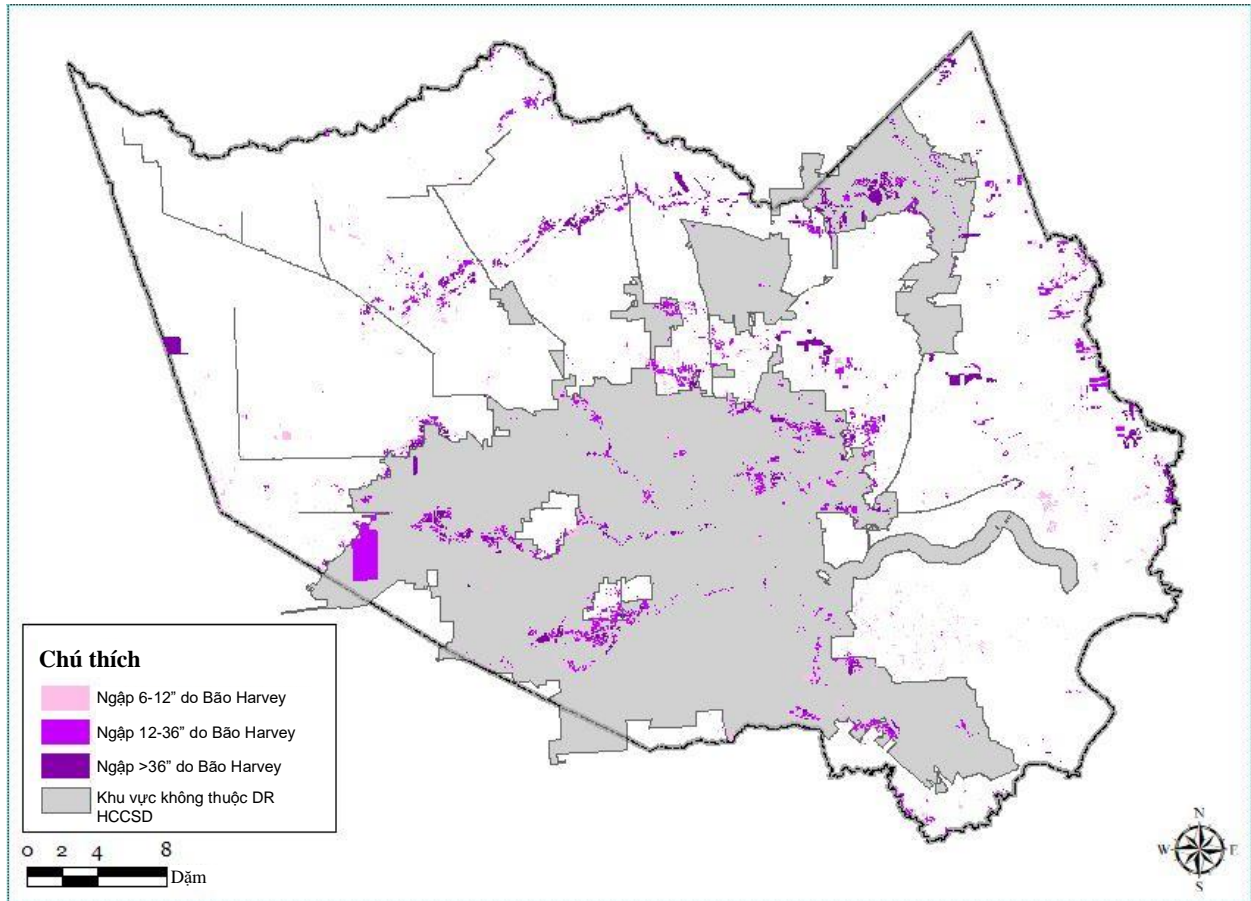 Chú thích
Ngập 6-12” do Bão Harvey
Ngập 12-36” do Bão Harvey
Ngập >36” do Bão Harvey
Khu vực không thuộc DR
HCCSD
0 2 4 8
Dặm
N
W E
S